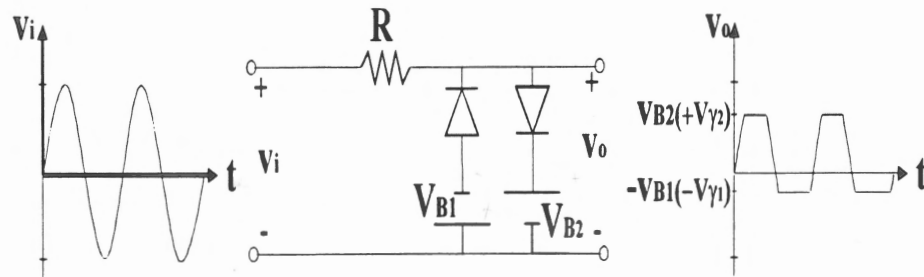 Vi
t
R
+
+
Vi
Vo
VB1
VB2
-
-
Vo
VB2(+Vγ2)
-VB1(-Vγ1)
t